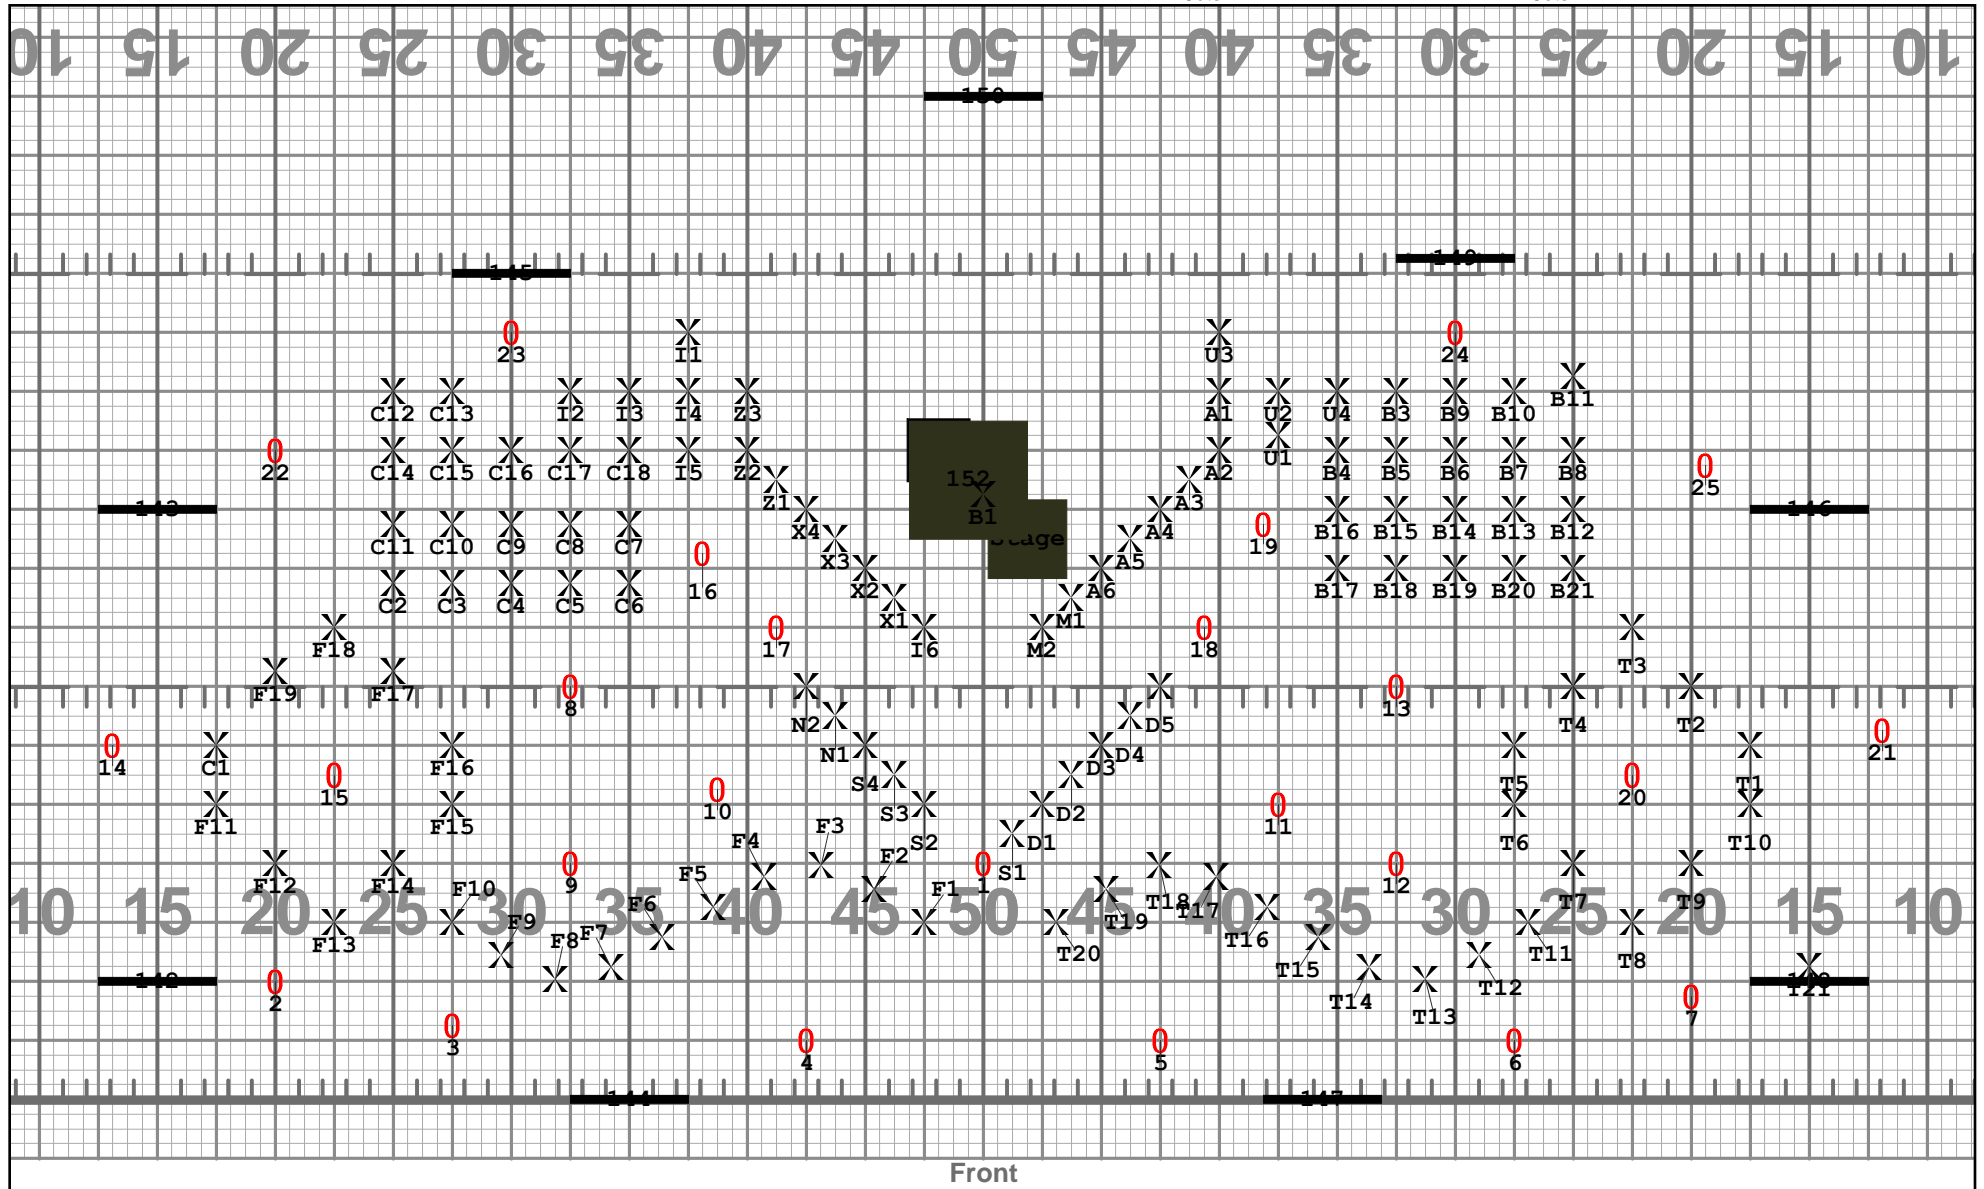 10 15 20 25 30 35 40 45 50 45 40 35 30 25 20 15 10
150
145 149
23 I1 U3 24
C12 C13 I2 I3 I4 Z3 A1 U2 U4 B3 B9 B10 B11
22 C14 C15 C16 C17 C18 I5 Z2 152 A2 U1 B4 B5 B6 B7 B8 25
143 Z1 B1 A3 146
X4 A4 B16 B15 B14 B13 B12
C11 C10 C9 C8 C7 X3 Stage A5 19
16 X2 A6 B17 B18 B19 B20 B21
C2 C3 C4 C5 C6 X1 M1
F18 17 I6 M2 18 T3
F19 F17 8 N2 D5 13 T4 T2
14 C1 F16 N1 D4 21
15 S4 D3 T5 20 T1
F11 F15 10 S3 D2 11
F4 F3 S2 D1 T6 T10
F12 F14 F10 9 F5 F2 1 S1 12
F6 F1 T18 T17 T7 T9
10 15 20 25 30 35 40 45 50 45 40 35 30 25 20 15 10
F13 F9 F8 F7 T20 T19 T16 T11 T8
142 2 T15 T14 T12 148 T21
3 T13 7
4 5 6
144 147
Front